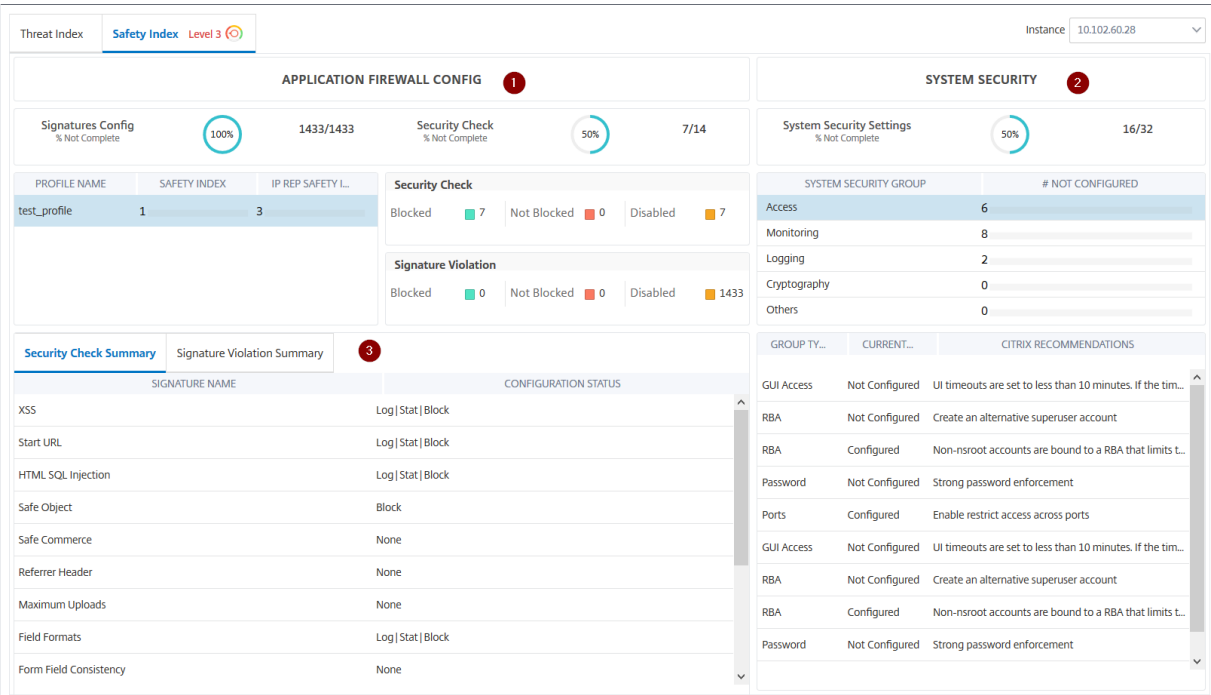 Threat Index
Safety Index Level 3
Instance 10.102.60.28
APPLICATION FIREWALL CONFIG 1
SYSTEM SECURITY 2
Signatures Config
% Not Complete
100%
1433/1433
Security Check
% Not Complete
50%
7/14
System Security Settings
% Not Complete
50%
16/32
PROFILE NAME SAFETY INDEX IP REP SAFETY I...
test_profile 1 3
Security Check
Blocked 7 Not Blocked 0 Disabled 7
Signature Violation
Blocked 0 Not Blocked 0 Disabled 1433
SYSTEM SECURITY GROUP # NOT CONFIGURED
Access 6
Monitoring 8
Logging 2
Cryptography 0
Others 0
Security Check Summary Signature Violation Summary 3
SIGNATURE NAME CONFIGURATION STATUS
XSS Log|Stat|Block
Start URL Log|Stat|Block
HTML SQL Injection Log|Stat|Block
Safe Object Block
Safe Commerce None
Referrer Header None
Maximum Uploads None
Field Formats Log|Stat|Block
Form Field Consistency None
GROUP TY... CURRENT... CITRIX RECOMMENDATIONS
GUI Access Not Configured UI timeouts are set to less than 10 minutes. If the tim...
RBA Not Configured Create an alternative superuser account
RBA Configured Non-nsroot accounts are bound to a RBA that limits t...
Password Not Configured Strong password enforcement
Ports Configured Enable restrict access across ports
GUI Access Not Configured UI timeouts are set to less than 10 minutes. If the tim...
RBA Not Configured Create an alternative superuser account
RBA Configured Non-nsroot accounts are bound to a RBA that limits t...
Password Not Configured Strong password enforcement